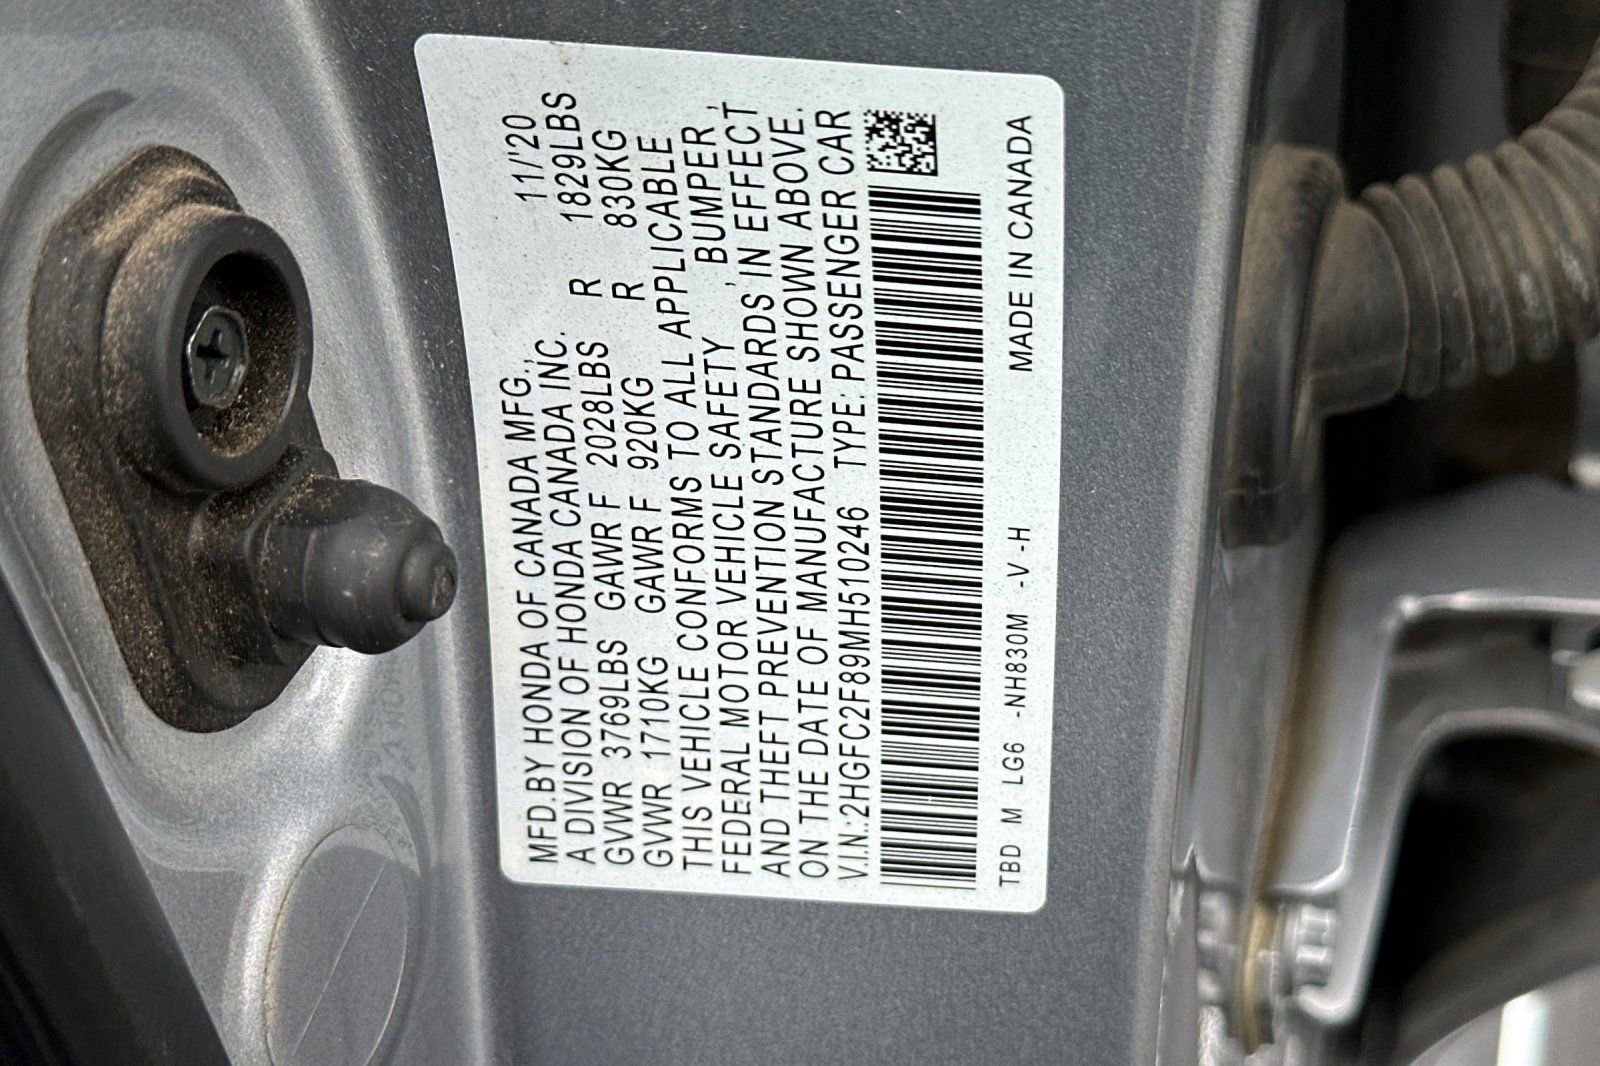 MFD.BY HONDA OF CANADA MFG., 11/'20
A DIVISION OF HONDA CANADA INC.
GVWR 3769LBS GAWR F 2028LBS R 1829LBS
GVWR 1710KG GAWR F 920KG R 830KG
THIS VEHICLE CONFORMS TO ALL APPLICABLE
FEDERAL MOTOR VEHICLE SAFETY , BUMPER ,
AND THEFT PREVENTION STANDARDS IN EFFECT
ON THE DATE OF MANUFACTURE SHOWN ABOVE.
V.I.N.:2HGFC2F89MH510246 TYPE:PASSENGER CAR
TBD M LG6 -NH830M -V -H MADE IN CANADA